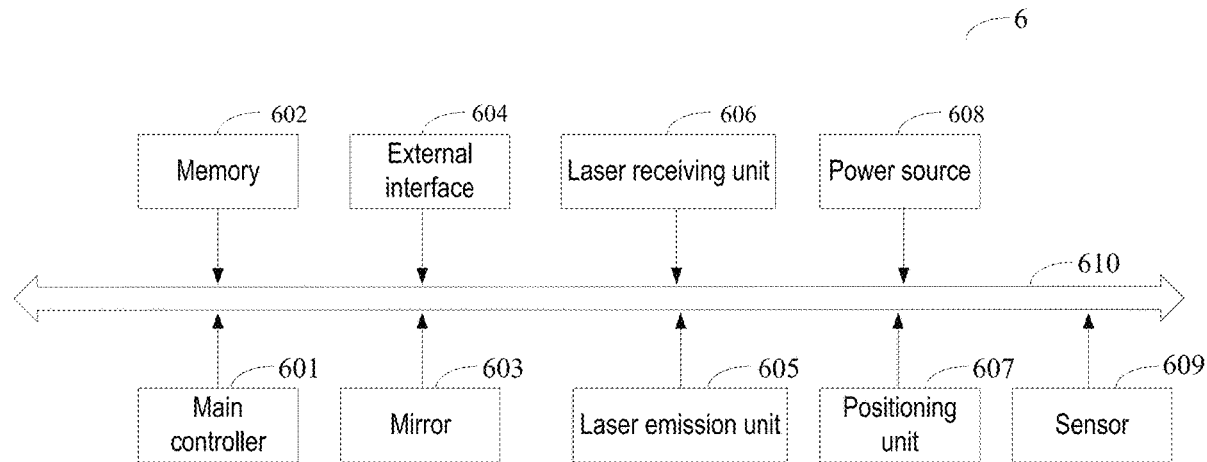 6
602
604
606
608
Memory
External
interface
Laser receiving unit
Power source
610
601
603
605
607
609
Main
controller
Mirror
Laser emission unit
Positioning
unit
Sensor